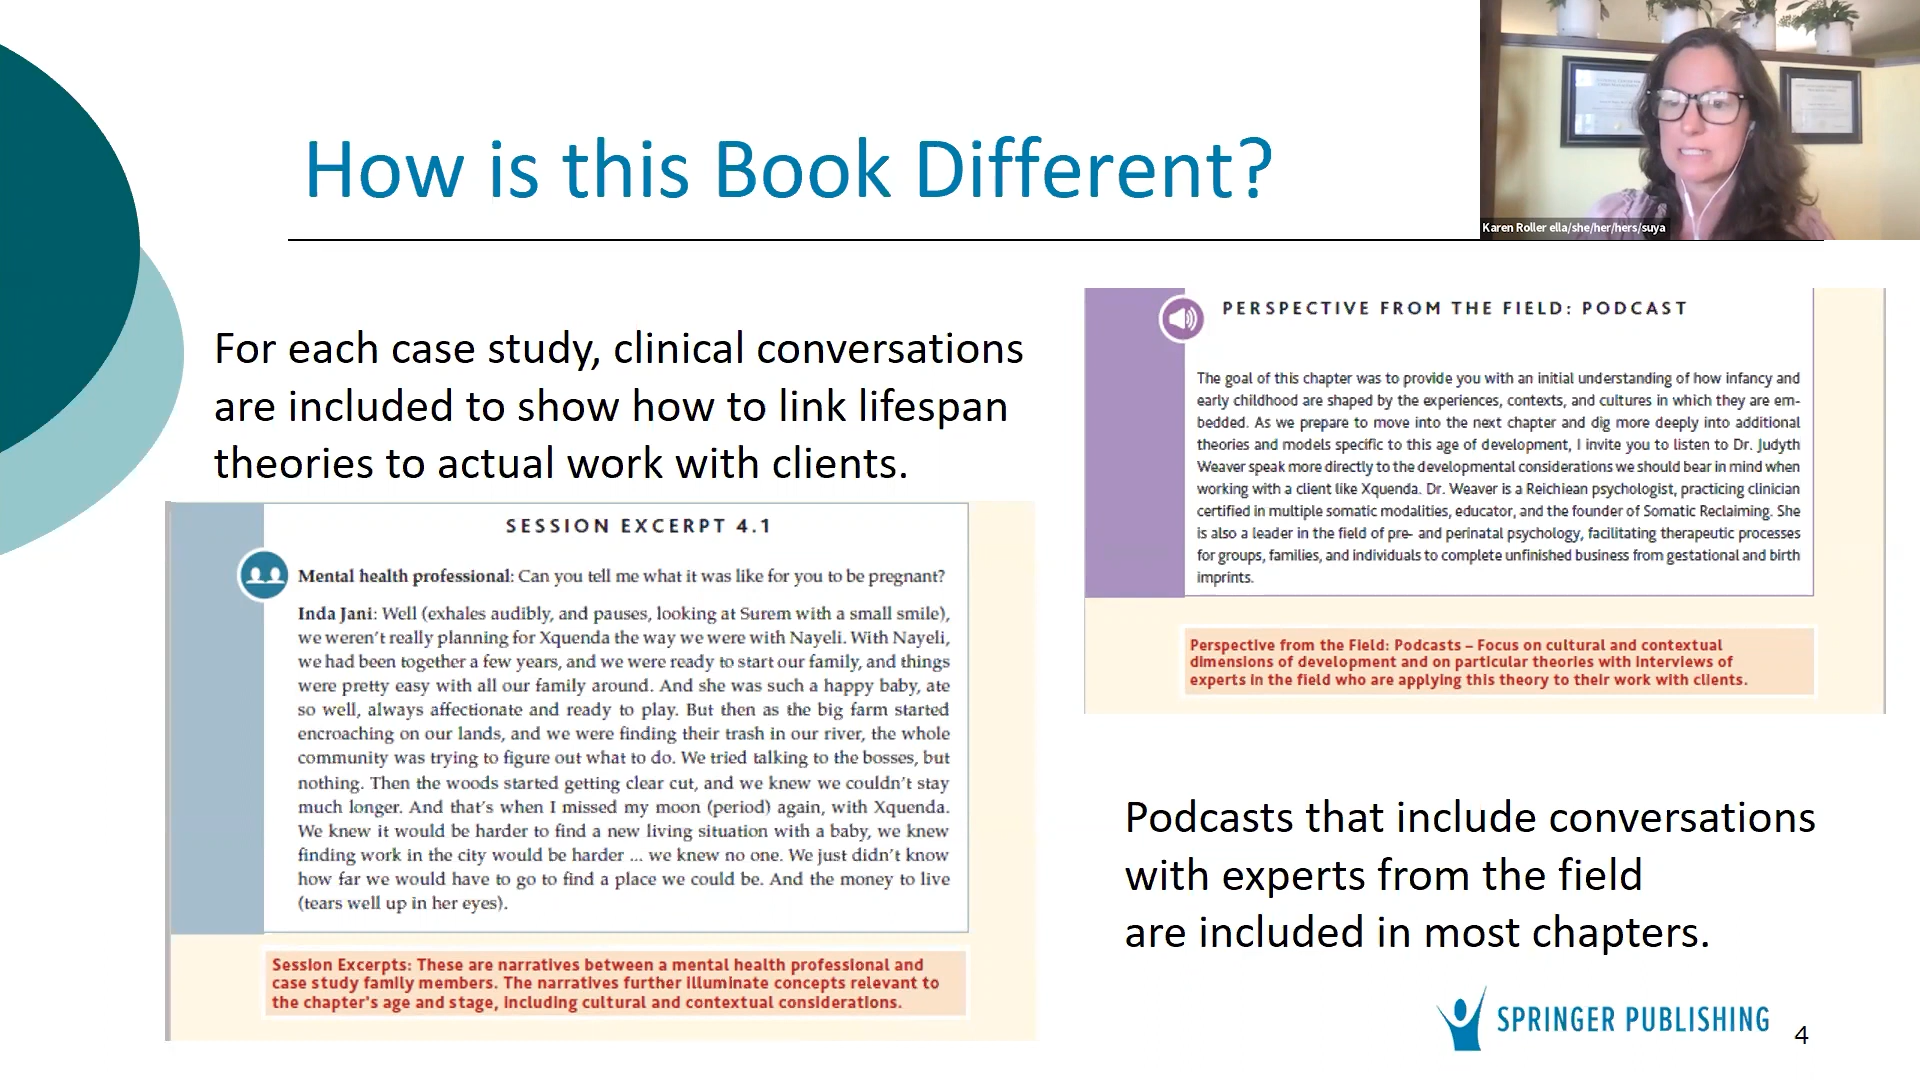 How is this Book Different?
Karen Roller ella/she/her/hers/suya
For each case study, clinical conversations
are included to show how to link lifespan
theories to actual work with clients.
SESSION EXCERPT 4.1
Mental health professional: Can you tell me what it was like for you to be pregnant?
Inda Jani: Well (exhales audibly, and pauses, looking at Surem with a small smile),
we weren't really planning for Xquenda the way we were with Nayeli. With Nayeli,
we had been together a few years, and we were ready to start our family, and things
were pretty easy with all our family around. And she was such a happy baby, ate
so well, always affectionate and ready to play. But then as the big farm started
encroaching on our lands, and we were finding their trash in our river, the whole
community was trying to figure out what to do. We tried talking to the bosses, but
nothing. Then the woods started getting clear cut, and we knew we couldn't stay
much longer. And that's when I missed my moon (period) again, with Xquenda.
We knew it would be harder to find a new living situation with a baby, we knew
finding work in the city would be harder ... we knew no one. We just didn't know
how far we would have to go to find a place we could be. And the money to live
(tears well up in her eyes).
Session Excerpts: These are narratives between a mental health professional and
case study family members. The narratives further illuminate concepts relevant to
the chapter's age and stage, including cultural and contextual considerations.
PERSPECTIVE FROM THE FIELD: PODCAST
The goal of this chapter was to provide you with an initial understanding of how infancy and
early childhood are shaped by the experiences, contexts, and cultures in which they are em-
bedded. As we prepare to move into the next chapter and dig more deeply into additional
theories and models specific to this age of development, I invite you to listen to Dr. Judyth
Weaver speak more directly to the developmental considerations we should bear in mind when
working with a client like Xquenda. Dr. Weaver is a Reichiean psychologist, practicing clinician
certified in multiple somatic modalities, educator, and the founder of Somatic Reclaiming. She
is also a leader in the field of pre- and perinatal psychology, facilitating therapeutic processes
for groups, families, and individuals to complete unfinished business from gestational and birth
imprints.
Perspective from the Field: Podcasts – Focus on cultural and contextual
dimensions of development and on particular theories with interviews of
experts in the field who are applying this theory to their work with clients.
Podcasts that include conversations
with experts from the field
are included in most chapters.
SPRINGER PUBLISHING
4